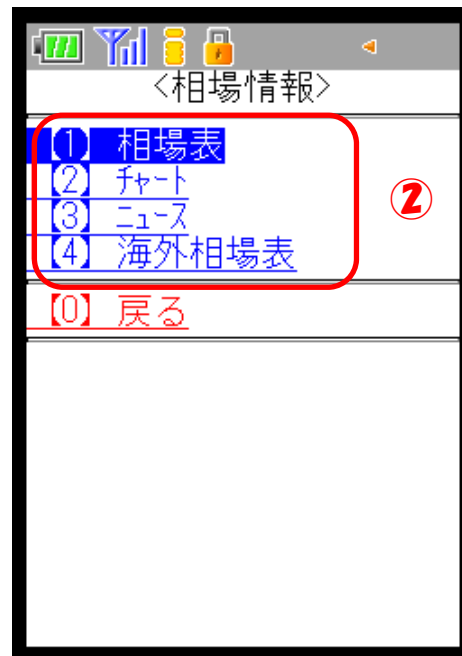 <相場情報>
【1】 相場表
【2】 ﾁｬｰﾄ
【3】 ﾆｭｰｽ
【4】 海外相場表
②
【0】 戻る